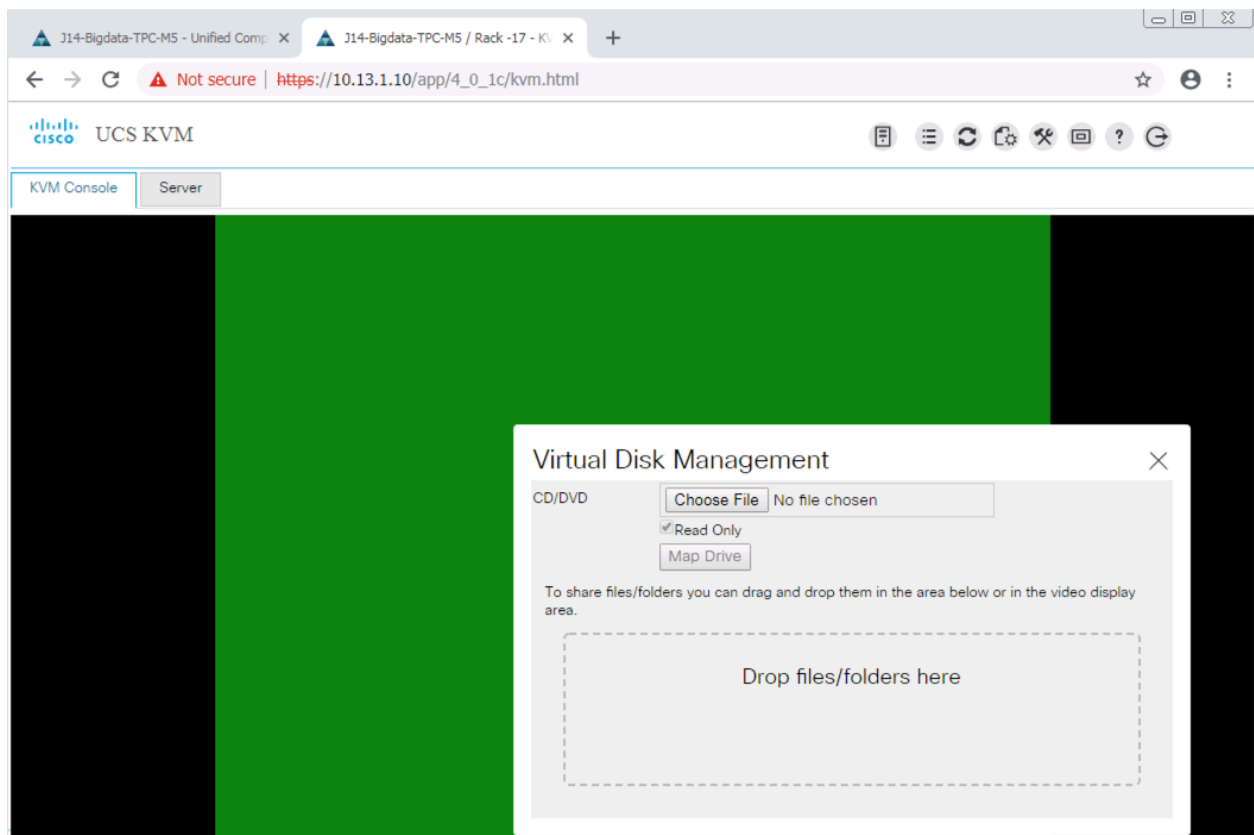 J14-Bigdata-TPC-M5 - Unified Comp
J14-Bigdata-TPC-M5 / Rack -17 - KV
Not secure | https://10.13.1.10/app/4_0_1c/kvm.html
cisco UCS KVM
KVM Console Server
Virtual Disk Management
CD/DVD Choose File No file chosen
Read Only
Map Drive
To share files/folders you can drag and drop them in the area below or in the video display
area.
Drop files/folders here